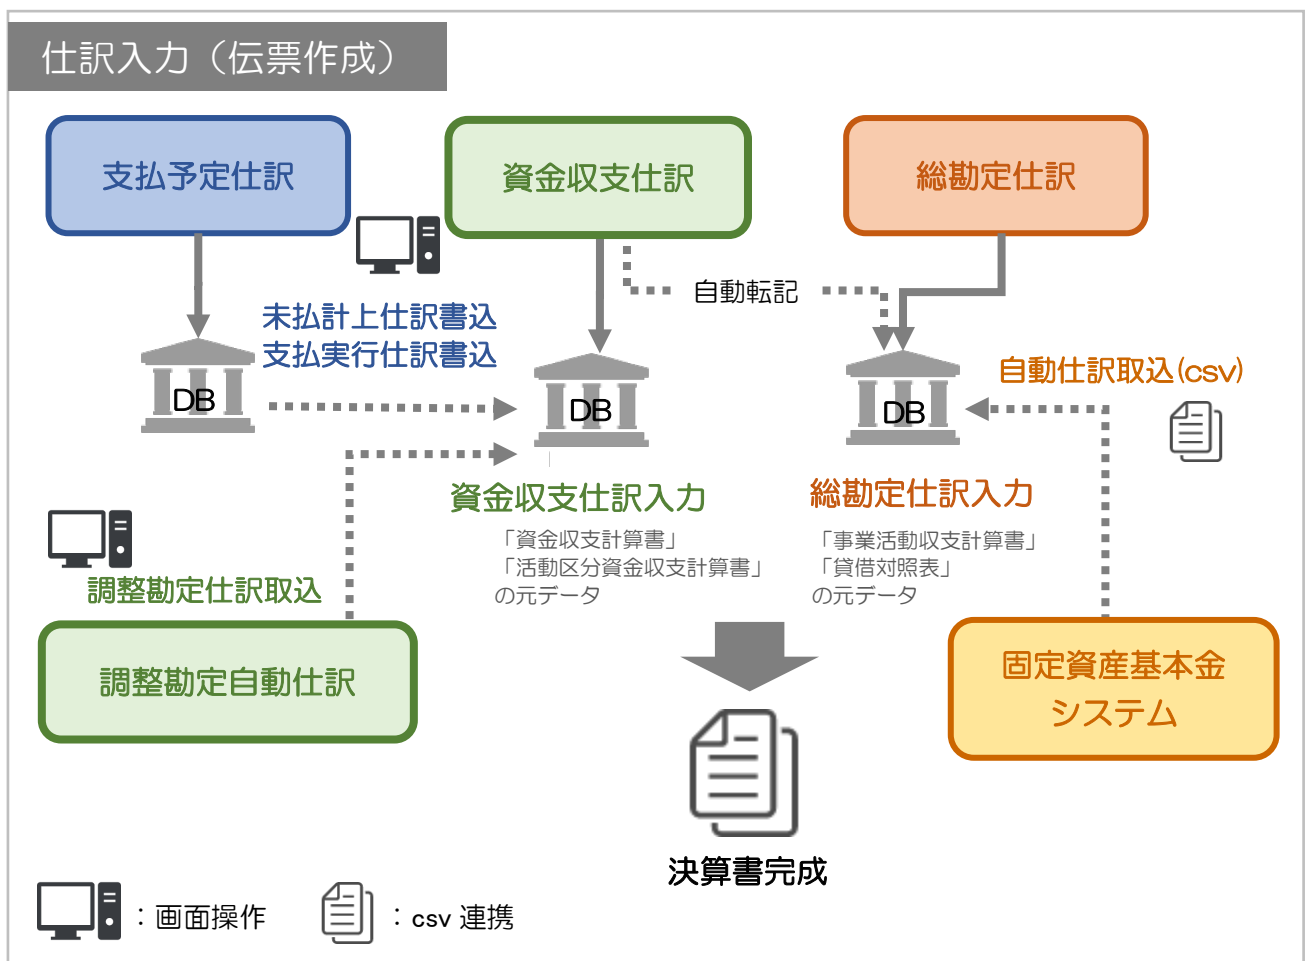 仕訳入力（伝票作成）
支払予定仕訳
資金収支仕訳
総勘定仕訳
自動転記
未払計上仕訳書込
支払実行仕訳書込
DB
DB
DB
自動仕訳取込(csv)
資金収支仕訳入力
「資金収支計算書」
「活動区分資金収支計算書」
の元データ
総勘定仕訳入力
「事業活動収支計算書」
「貸借対照表」
の元データ
調整勘定仕訳取込
調整勘定自動仕訳
固定資産基本金
システム
決算書完成
：画面操作
：csv 連携